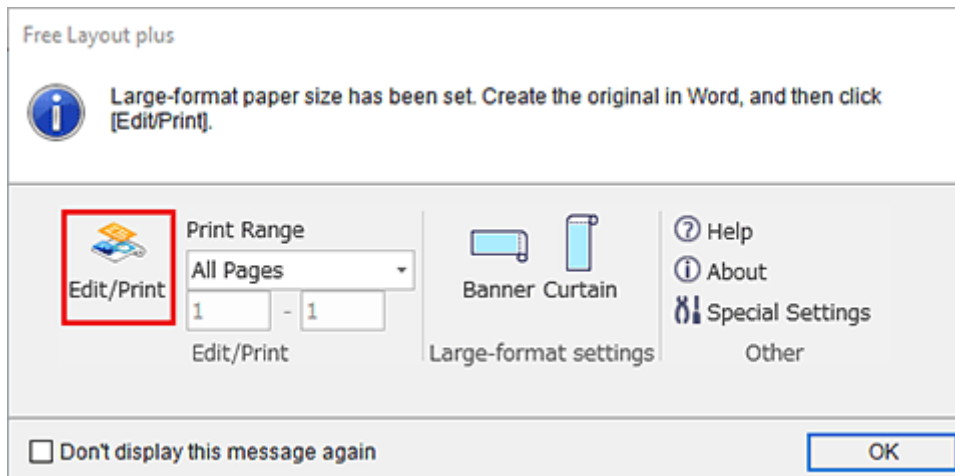 Free Layout plus
Large-format paper size has been set. Create the original in Word, and then click
[Edit/Print].
Edit/Print
Print Range
All Pages
1 - 1
Edit/Print
Banner Curtain
Large-format settings
Help
About
Special Settings
Other
Don't display this message again
OK